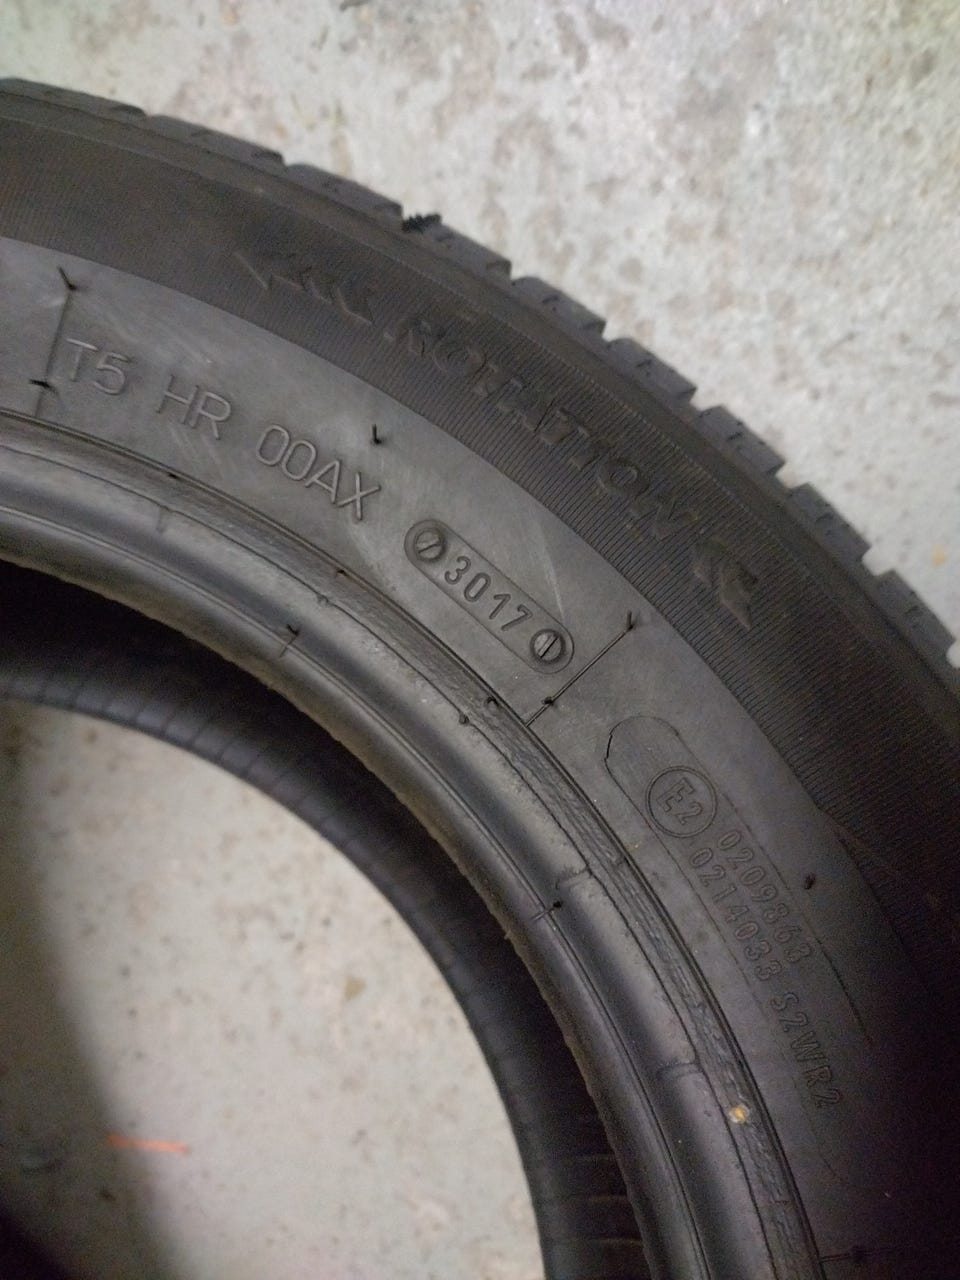 ROTATION
T5 HR 00AX
3017
E2
0209863
0214033 S2WR2